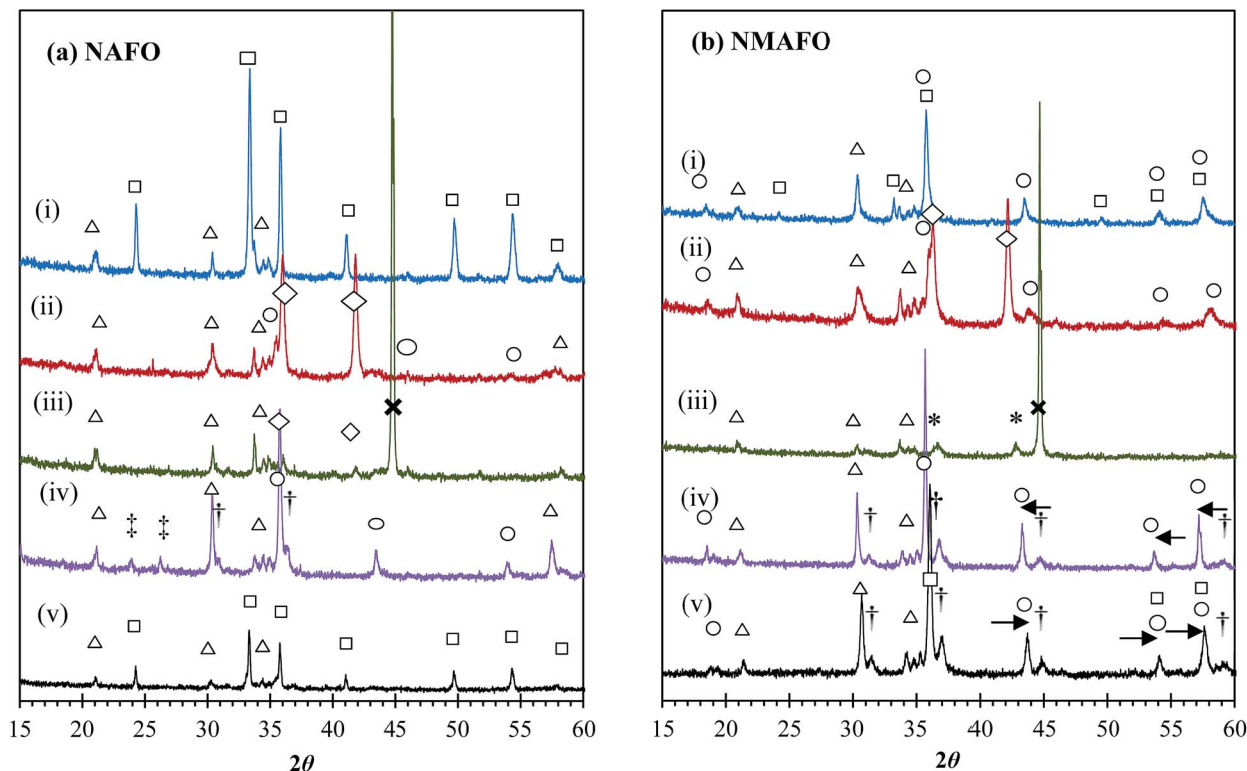 (a) NAFO
(i)
(ii)
(iii)
(iv)
‡ ‡ † †
(v)
15 20 25 30 35 40 45 50 55 60
2θ
(b) NMAFO
(i)
(ii)
(iii)
* *
(iv)
† † † †
(v)
† † † †
15 20 25 30 35 40 45 50 55 60
2θ